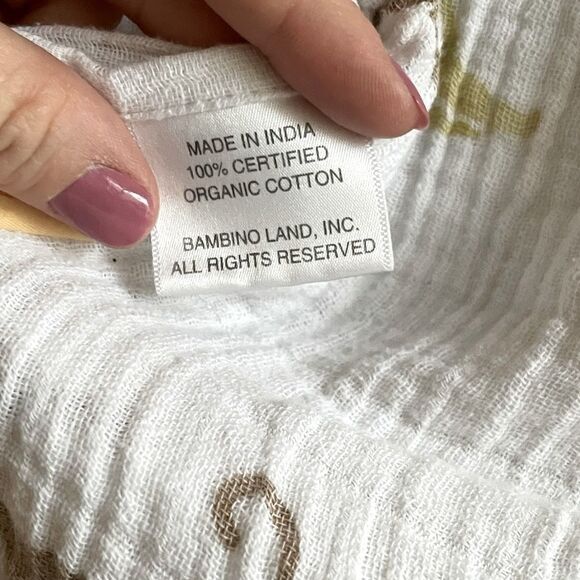 MADE IN INDIA
100% CERTIFIED
ORGANIC COTTON
BAMBINO LAND, INC.
ALL RIGHTS RESERVED